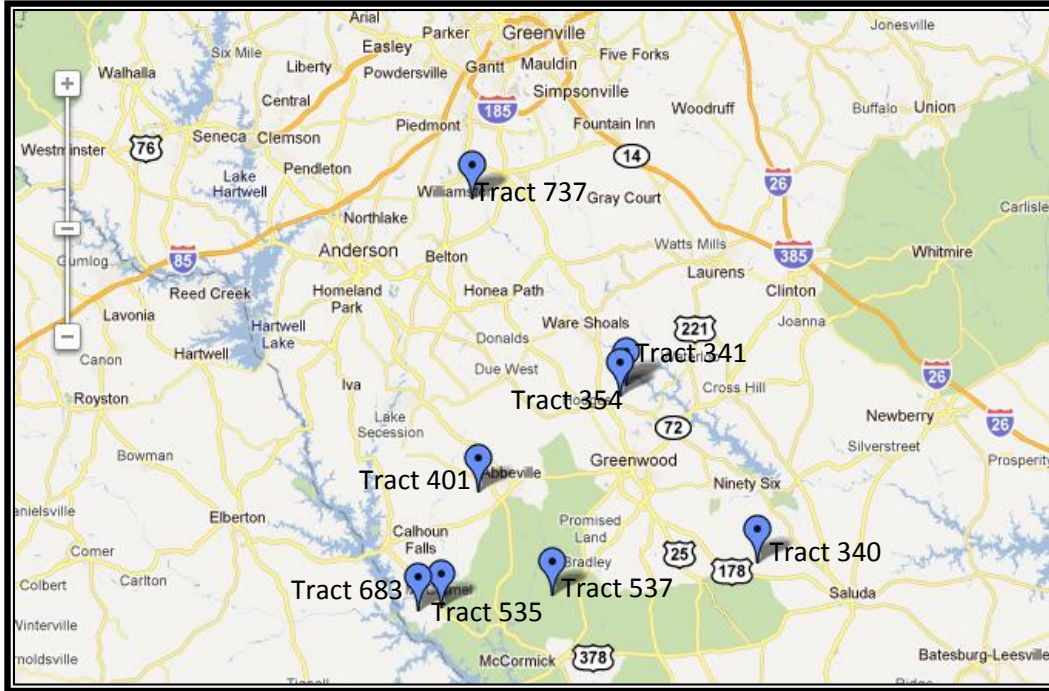 Arial
Parker
Greenville
Jonesville
Six Mile
Easley
Five Forks
Walhalla
Liberty
Powdersville
Gantt
Mauldin
Simpsonville
Central
185
Woodruff
Buffalo
Union
Piedmont
Fountain Inn
Seneca
Clemson
Westminster
76
14
Pendleton
Lake
Hartwell
Tract 737
26
Gray Court
Carlisle
Northlake
Anderson
Belton
Watts Mills
385
Whitmire
85
Gumlog
Laurens
Reed Creek
Homeland
Park
Honea Path
Clinton
Lavonia
Hartwell
Lake
Ware Shoals
221
Joanna
Canon
Hartwell
Donalds
Tract 341
Due West
Cross Hill
26
Royston
Iva
Tract 354
Newberry
Lake
Secession
72
26
Bowman
Silverstreet
Greenwood
Prosperity
Tract 401
Abbeville
Ninety Six
Elberton
Promised
Land
Calhoun
Falls
Comer
25
Tract 340
Bradley
178
Colbert
Carlton
Tract 683
Tract 537
Saluda
Tract 535
McCormick
378
Batesburg-Leesville